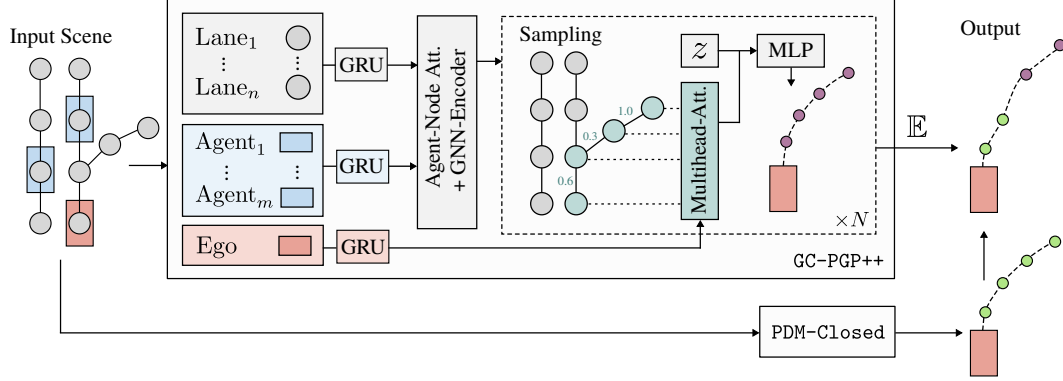 Input Scene
Lane1
⋮ ⋮
Lanen
GRU
Agent1
⋮ ⋮
Agentm
GRU
Ego
GRU
Agent-Node Att.
+ GNN-Encoder
Sampling
1.0
0.3
0.6
z
MLP
Multihead-Att.
×N
GC-PGP++
𝔼
Output
PDM-Closed